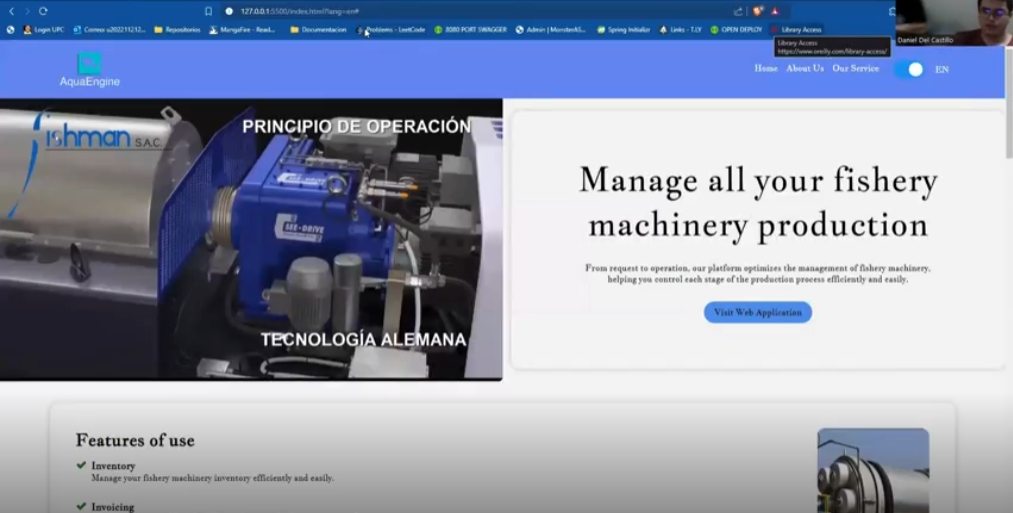 127.0.0.1:5500/index.html?lang=en#
Login UPC
Correo u202211212...
Repositorios
MangaFire - Read...
Documentacion
Problems - LeetCode
8080 PORT SWAGGER
Admin | MonsterAS...
Spring Initializr
Links - T.LY
OPEN DEPLOY
Library Access
Library Access
https://www.oreilly.com/library-access/
Daniel Del Castillo
AquaEngine
Home
About Us
Our Service
EN
fishman S.A.C.
PRINCIPIO DE OPERACIÓN
TECNOLOGÍA ALEMANA
Manage all your fishery
machinery production
From request to operation, our platform optimizes the management of fishery machinery,
helping you control each stage of the production process efficiently and easily.
Visit Web Application
Features of use
Inventory
Manage your fishery machinery inventory efficiently and easily.
Invoicing